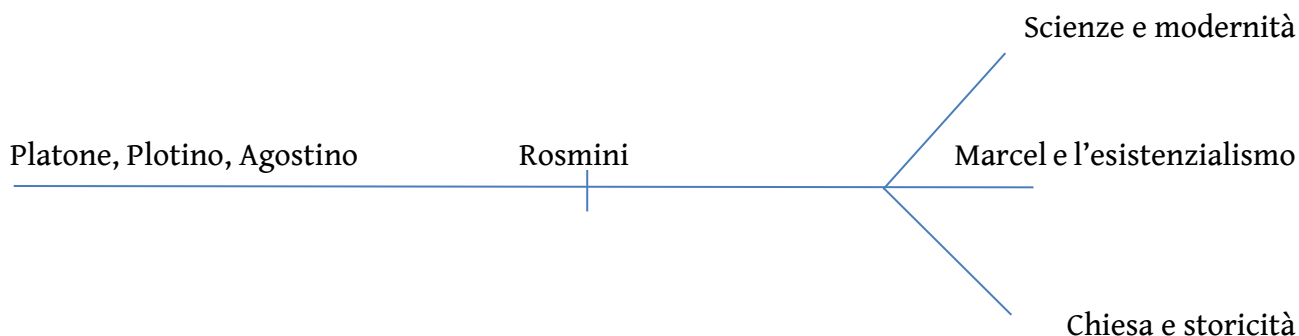 Scienze e modernità
Platone, Plotino, Agostino
Rosmini
Marcel e l’esistenzialismo
Chiesa e storicità